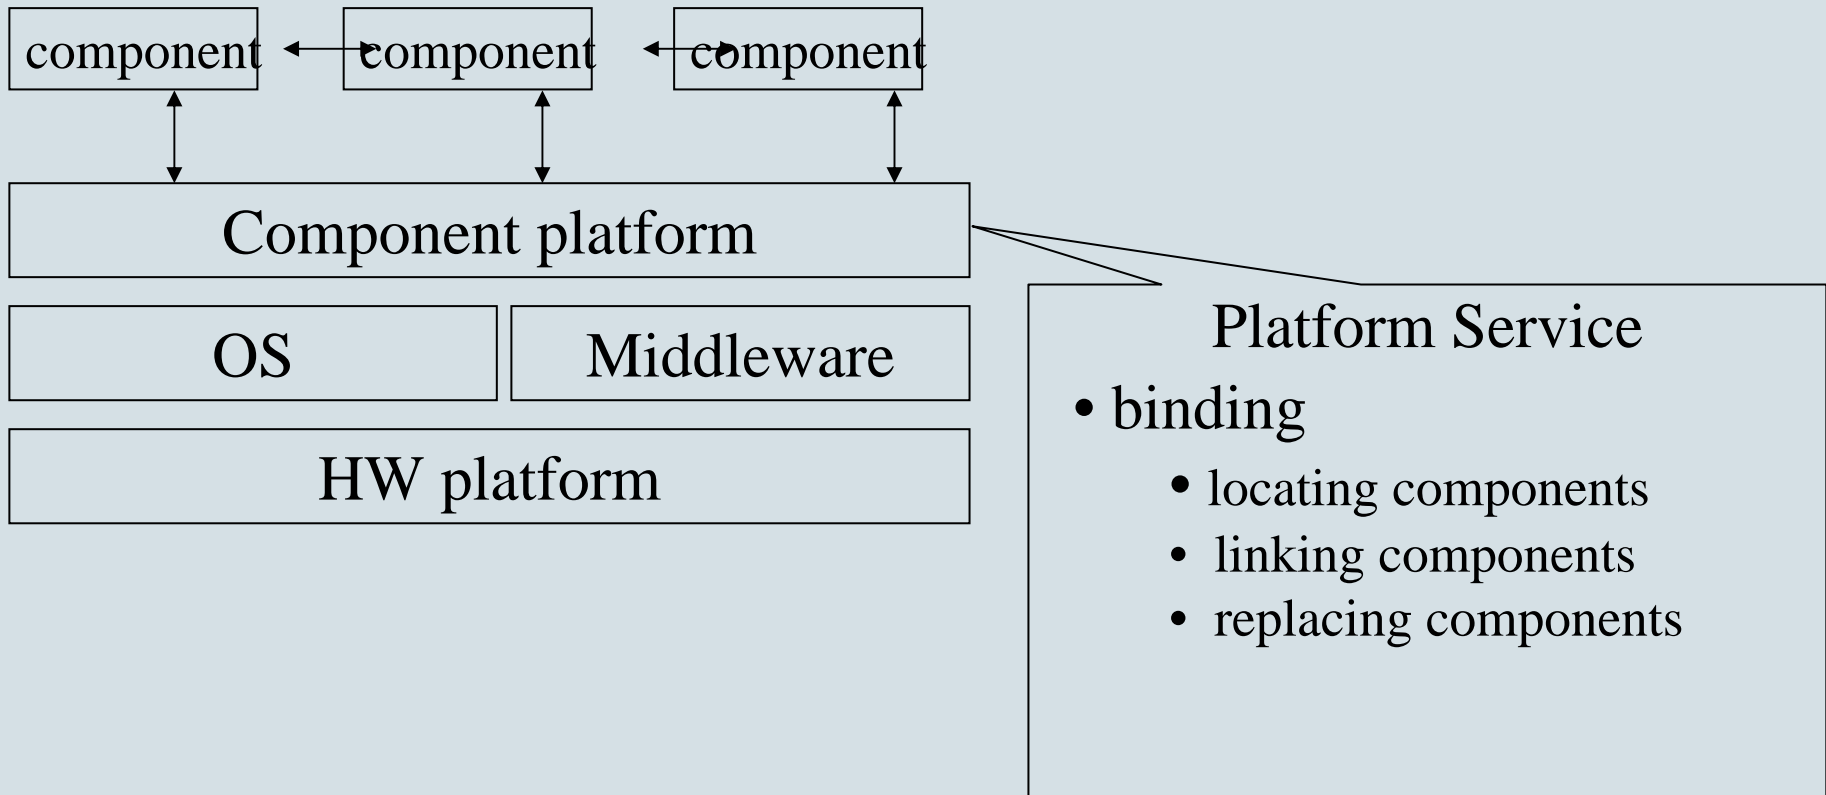 component component component
Component platform
OS Middleware
HW platform
Platform Service
• binding
• locating components
• linking components
• replacing components